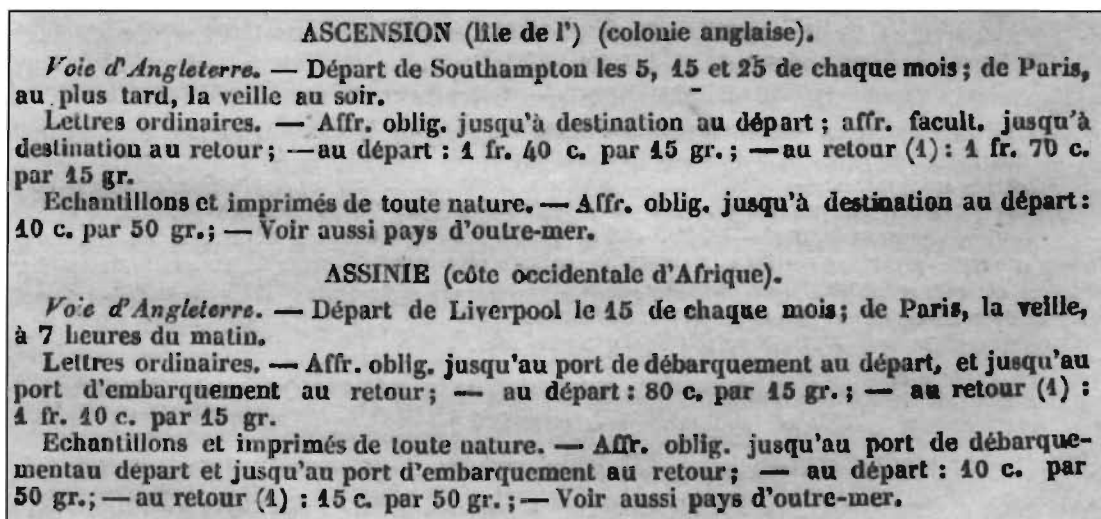 ASCENSION (lîle de l') (colonie anglaise).
Voie d'Angleterre. — Départ de Southampton les 5, 15 et 25 de chaque mois; de Paris,
au plus tard, la veille au soir.
Lettres ordinaires. — Affr. oblig. jusqu'à destination au départ; affr. facult. jusqu'à
destination au retour; — au départ : 1 fr. 40 c. par 15 gr.; — au retour (1) : 1 fr. 70 c.
par 15 gr.
Echantillons et imprimés de toute nature. — Affr. oblig. jusqu'à destination au départ:
10 c. par 50 gr.; — Voir aussi pays d'outre-mer.
ASSINIE (côte occidentale d'Afrique).
Voie d'Angleterre. — Départ de Liverpool le 15 de chaque mois; de Paris, la veille,
à 7 heures du matin.
Lettres ordinaires. — Affr. oblig. jusqu'au port de débarquement au départ, et jusqu'au
port d'embarquement au retour; — au départ : 80 c. par 15 gr.; — au retour (1) :
1 fr. 10 c. par 15 gr.
Echantillons et imprimés de toute nature. — Affr. oblig. jusqu'au port de débarque-
mentau départ et jusqu'au port d'embarquement au retour; — au départ : 10 c. par
50 gr.; — au retour (1) : 15 c. par 50 gr.; — Voir aussi pays d'outre-mer.